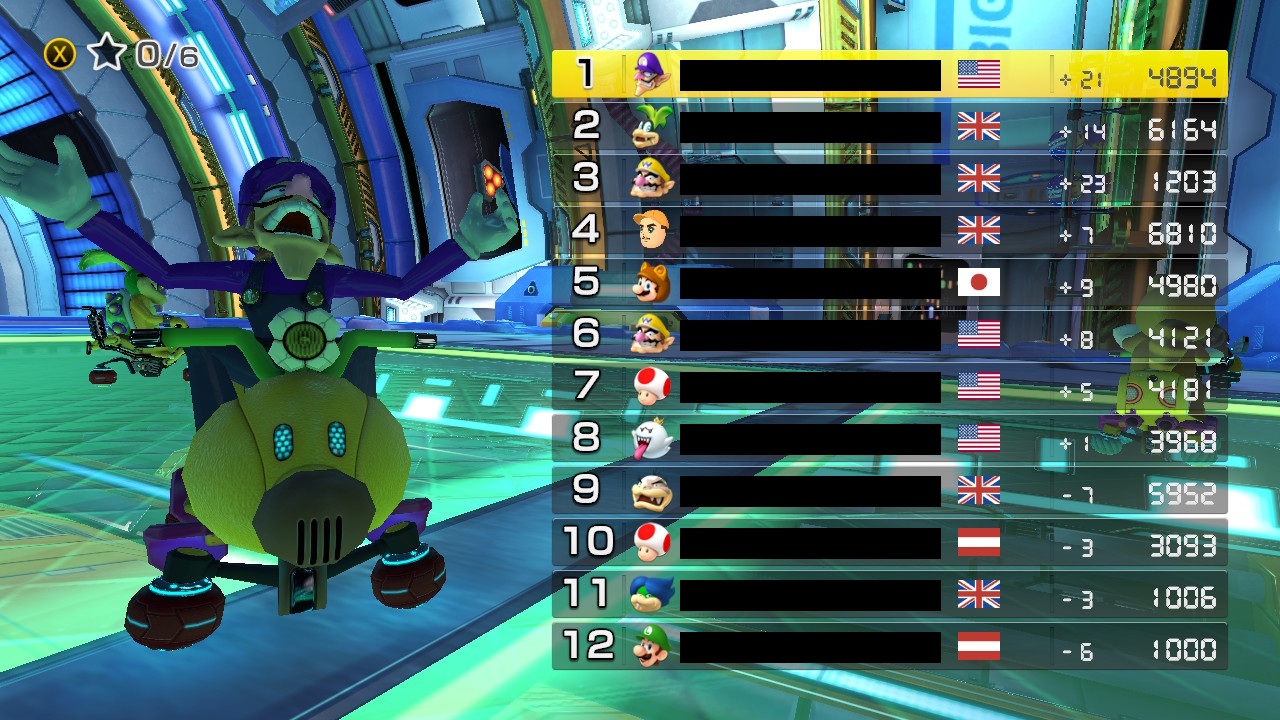 X 0/6
BIG
1 + 21 4894
2 + 14 6164
3 + 23 1203
4 + 7 6810
5 + 9 4980
6 + 8 4121
7 + 5 4181
8 + 1 3968
9 - 7 5952
10 - 3 3093
11 - 3 1006
12 - 6 1000